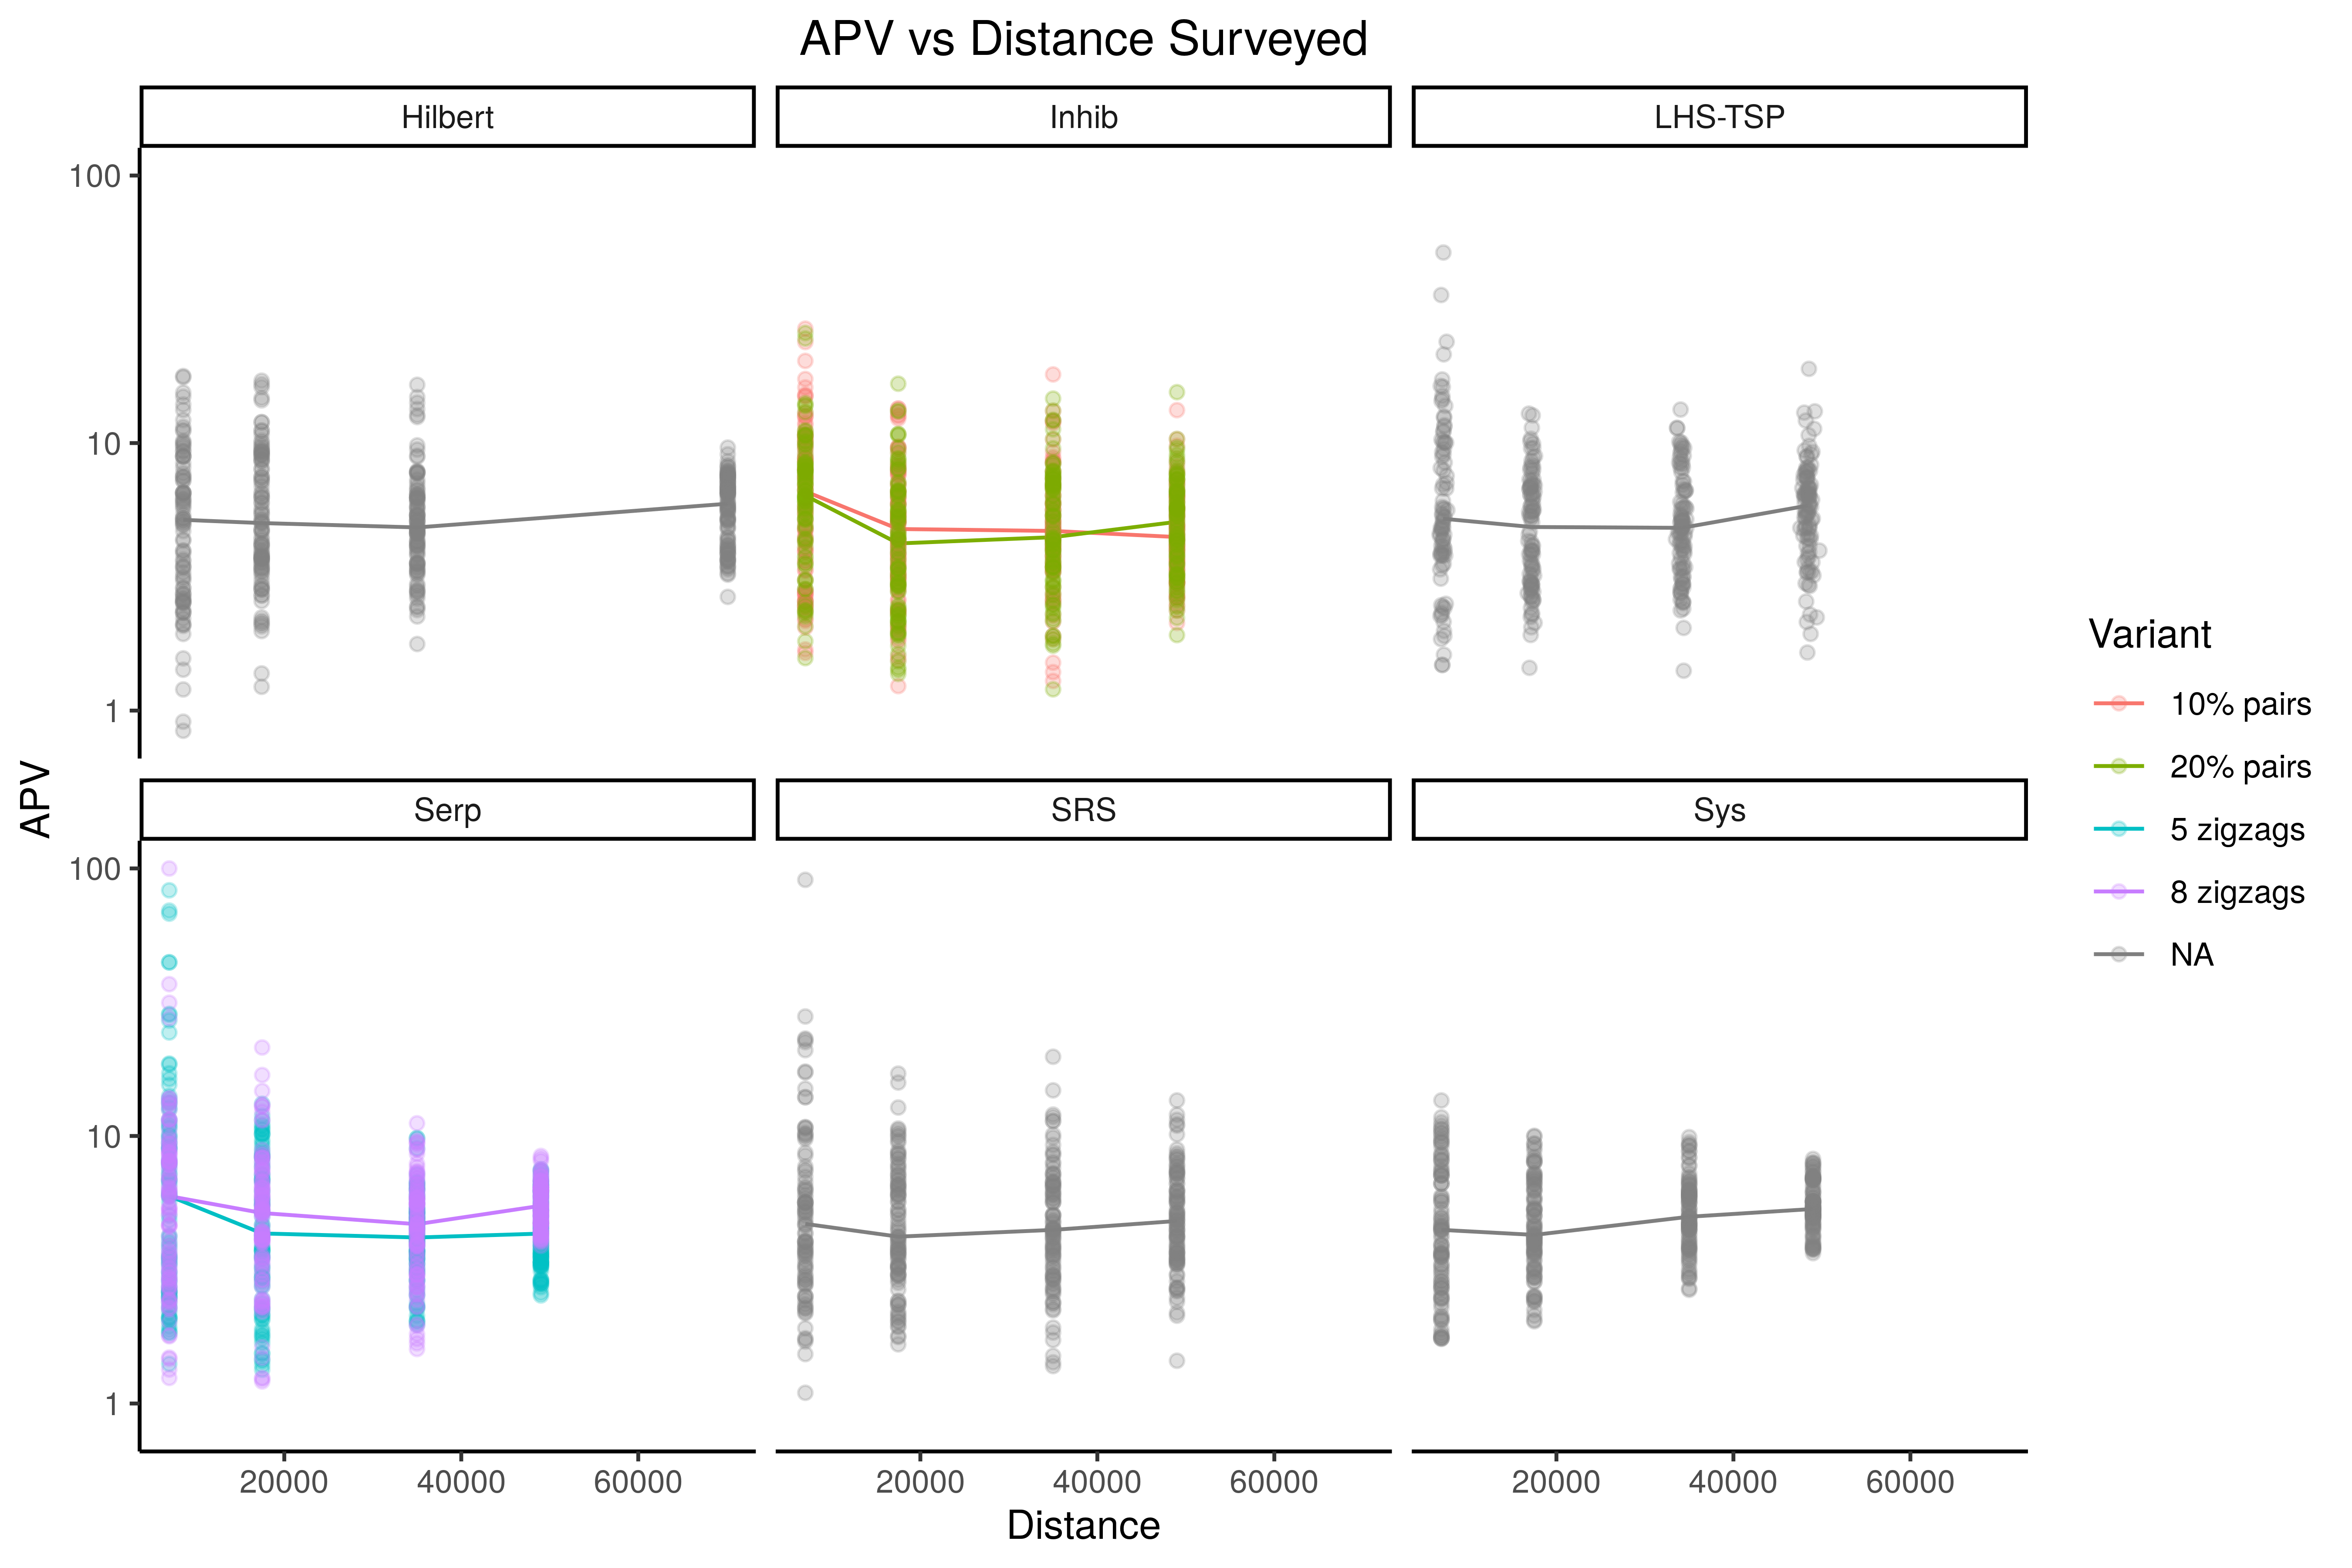 APV vs Distance Surveyed
Hilbert
Inhib
LHS-TSP
100
10
1
APV
Serp
SRS
Sys
100
10
1
20000
40000
60000
20000
40000
60000
20000
40000
60000
Distance
Variant
10% pairs
20% pairs
5 zigzags
8 zigzags
NA